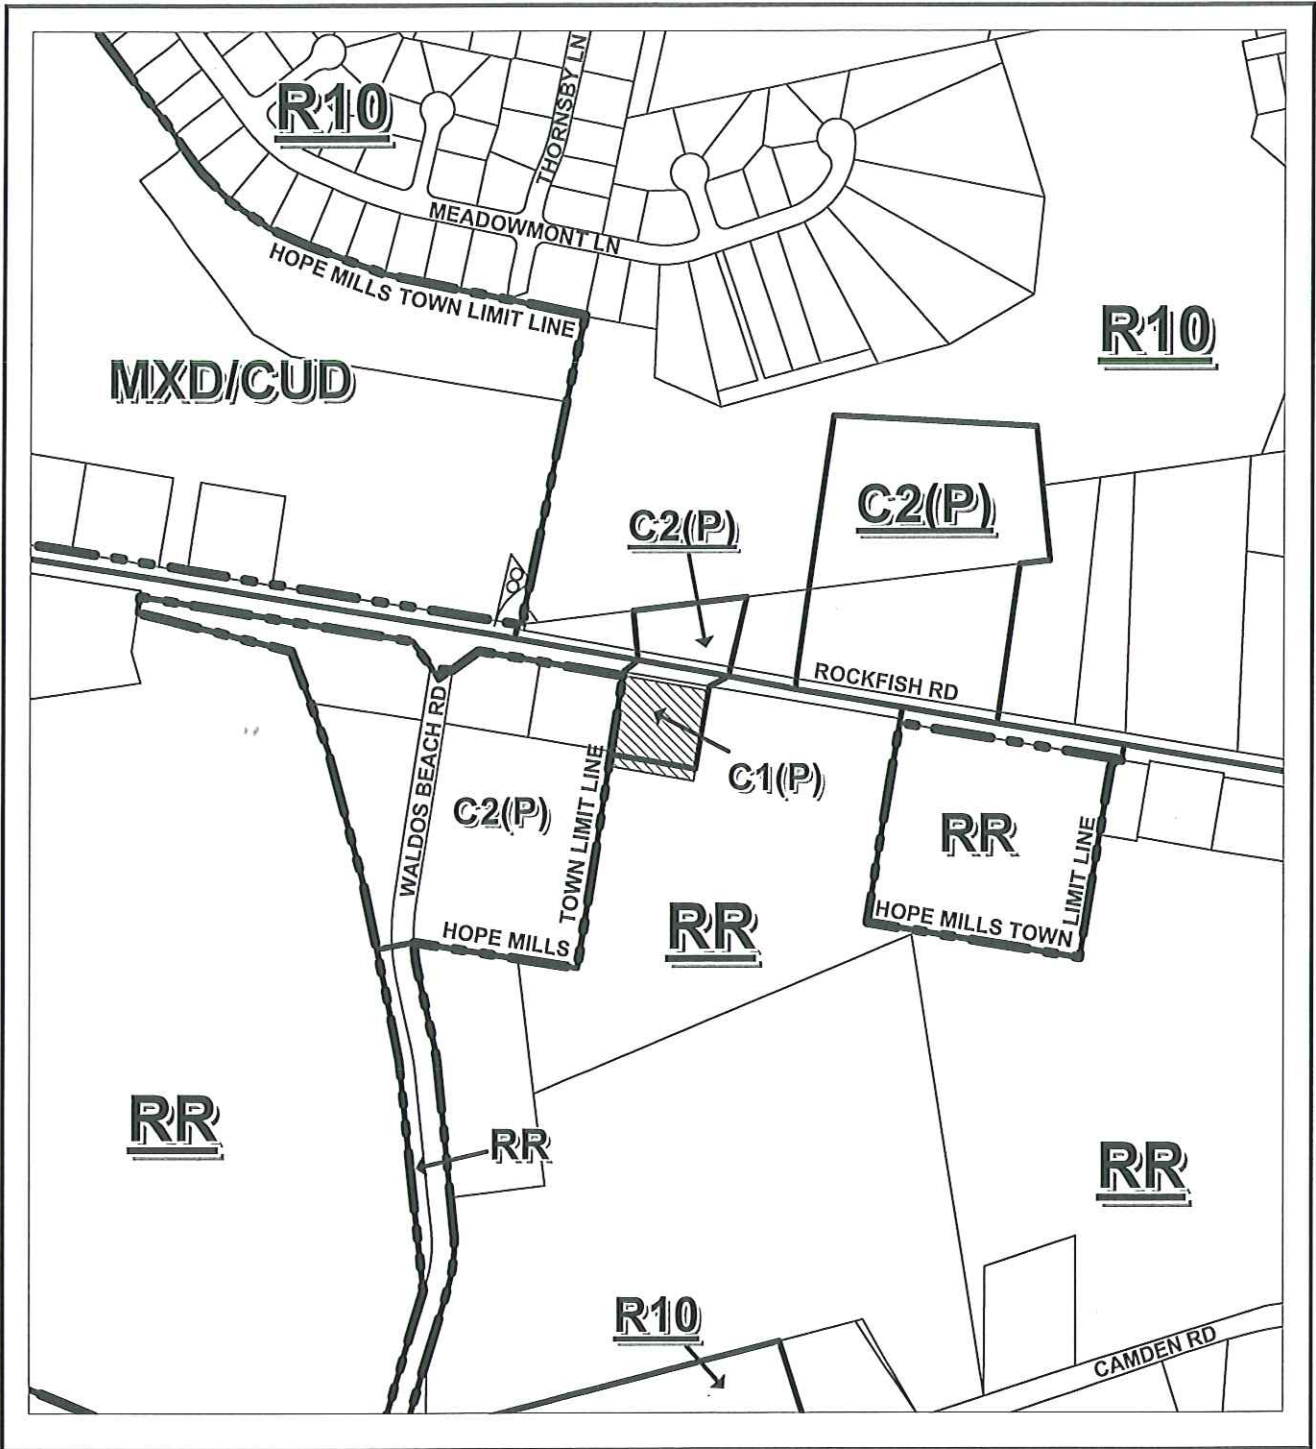 R10
THORNSBY LN
MEADOWMONT LN
HOPE MILLS TOWN LIMIT LINE
R10
MXD/CUD
C2(P)
C2(P)
ROCKFISH RD
WALDOS BEACH RD
C2(P)
TOWN LIMIT LINE
HOPE MILLS
C1(P)
RR
LIMIT LINE
HOPE MILLS TOWN
RR
RR
RR
RR
R10
CAMDEN RD